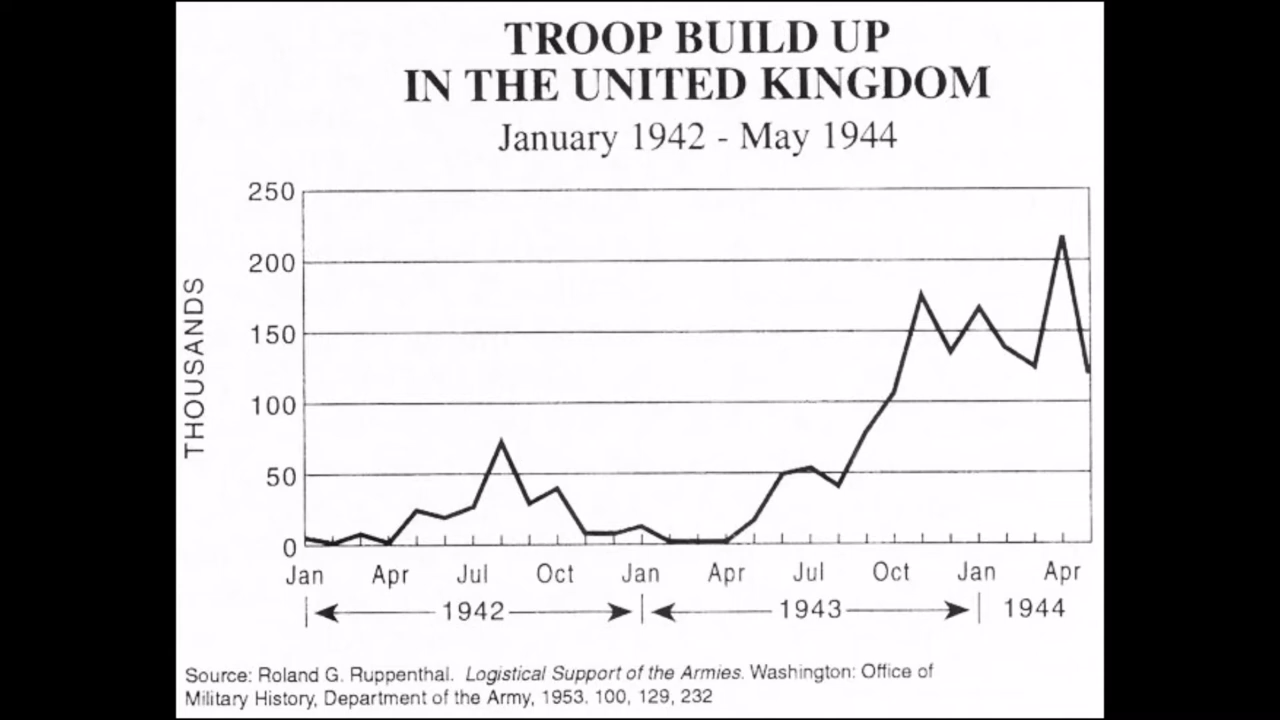 TROOP BUILD UP
IN THE UNITED KINGDOM
January 1942 - May 1944
THOUSANDS
250
200
150
100
50
0
Jan Apr Jul Oct Jan Apr Jul Oct Jan Apr
1942 1943 1944
Source: Roland G. Ruppenthal. Logistical Support of the Armies. Washington: Office of
Military History, Department of the Army, 1953. 100, 129, 232